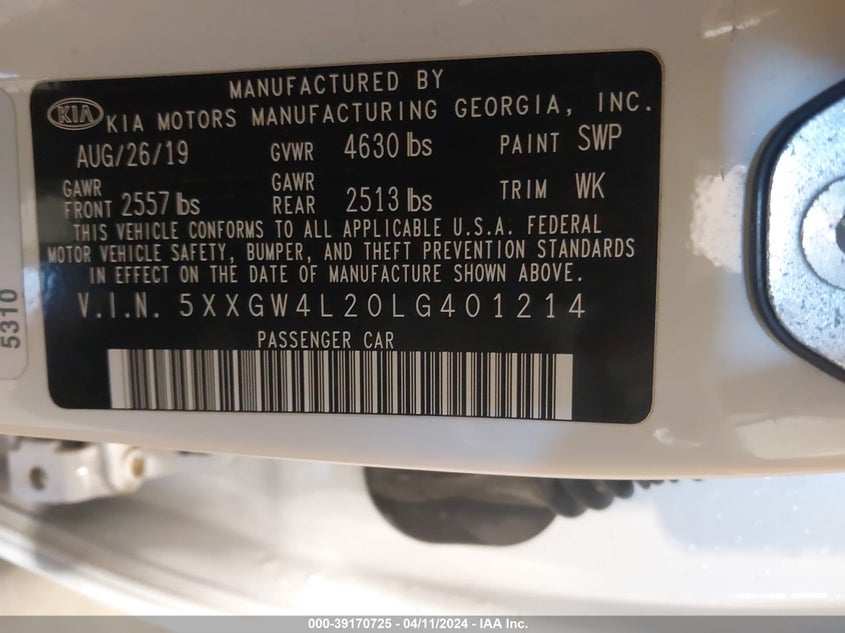 MANUFACTURED BY
KIA KIA MOTORS MANUFACTURING GEORGIA, INC.
AUG/26/19 GVWR 4630 lbs PAINT SWP
GAWR FRONT 2557 lbs GAWR REAR 2513 lbs TRIM WK
THIS VEHICLE CONFORMS TO ALL APPLICABLE U.S.A. FEDERAL
MOTOR VEHICLE SAFETY, BUMPER, AND THEFT PREVENTION STANDARDS
IN EFFECT ON THE DATE OF MANUFACTURE SHOWN ABOVE.
V.I.N. 5XXGW4L20LG401214
PASSENGER CAR
5310
000-39170725 - 04/11/2024 - IAA Inc.